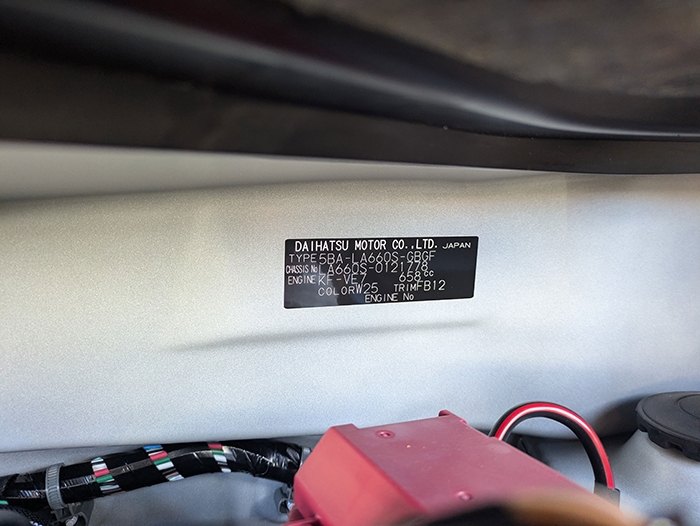 DAIHATSU MOTOR CO.,LTD. JAPAN
TYPE 5BA-LA660S-GBGF
CHASSIS No LA660S-0121778
ENGINE KF-VE7 658cc
COLOR W25 TRIM FB12
ENGINE No